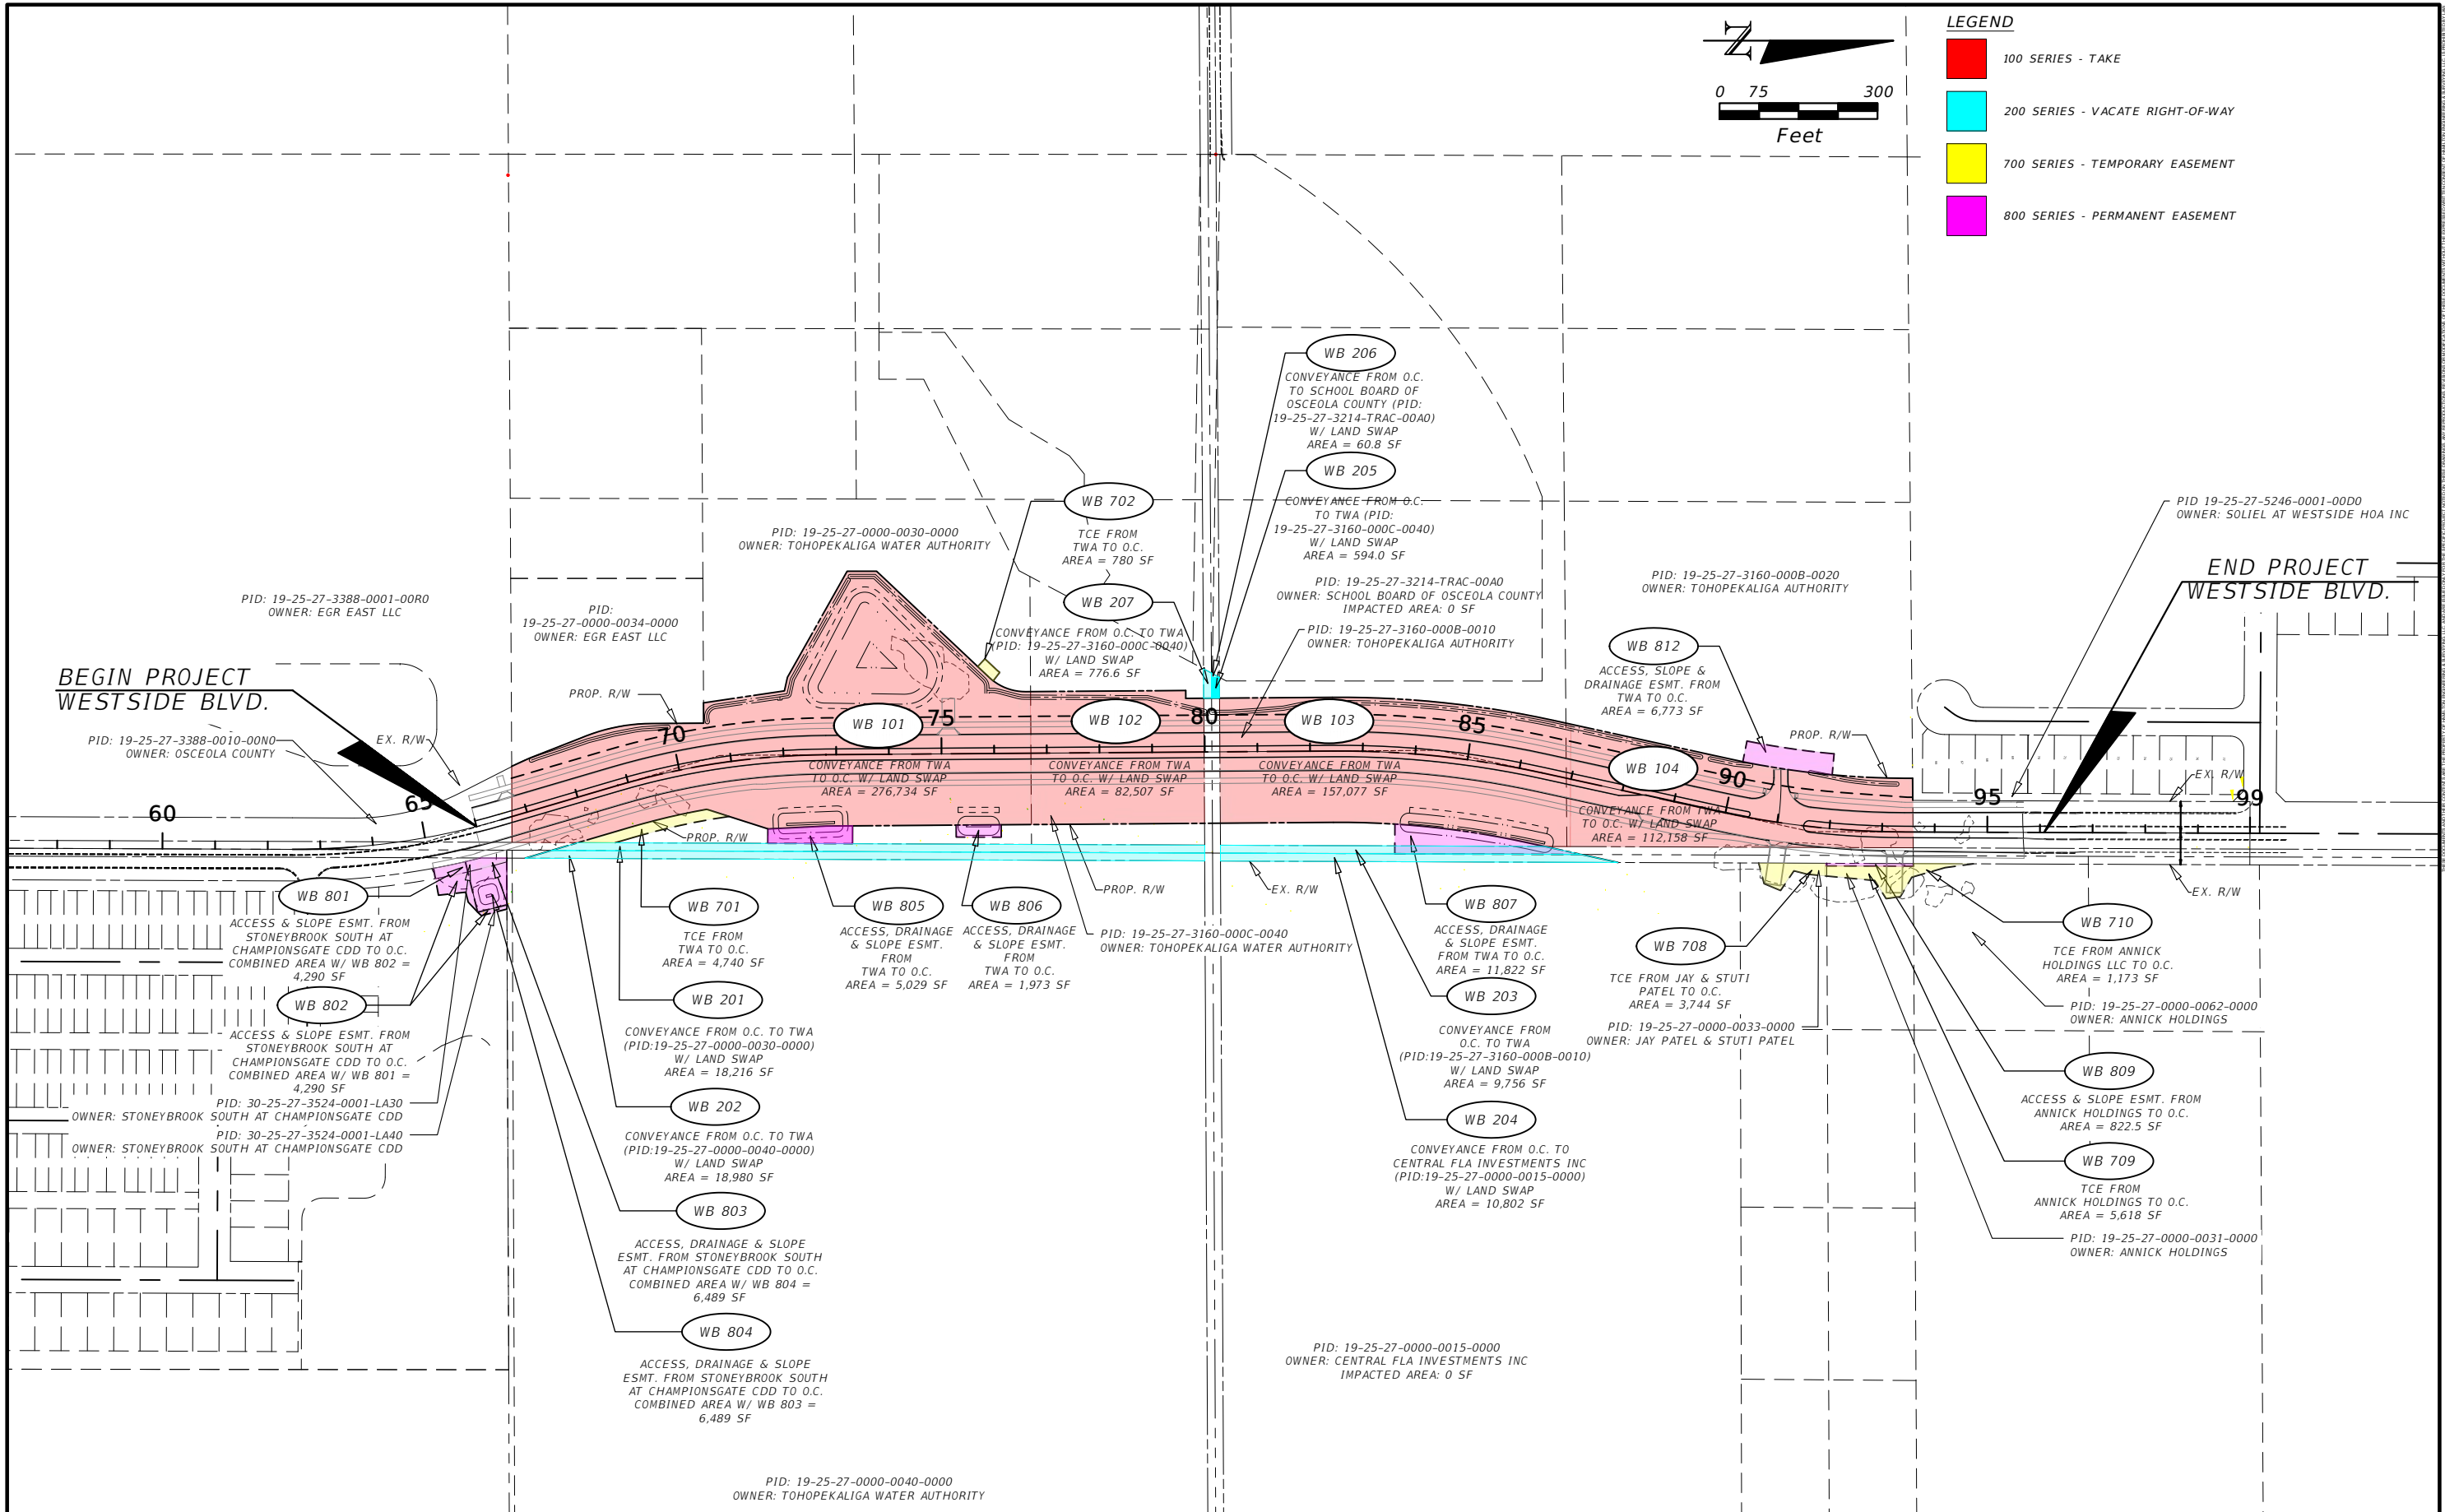 LEGEND
100 SERIES - TAKE
200 SERIES - VACATE RIGHT-OF-WAY
700 SERIES - TEMPORARY EASEMENT
800 SERIES - PERMANENT EASEMENT
N
0 75 300
Feet
WB 206
CONVEYANCE FROM O.C.
TO SCHOOL BOARD OF
OSCEOLA COUNTY (PID:
19-25-27-3214-TRAC-00A0)
W/ LAND SWAP
AREA = 60.8 SF
WB 205
CONVEYANCE FROM O.C.
TO TWA (PID:
19-25-27-3160-000C-0040)
W/ LAND SWAP
AREA = 594.0 SF
WB 702
TCE FROM
TWA TO O.C.
AREA = 780 SF
WB 207
CONVEYANCE FROM O.C. TO TWA
(PID: 19-25-27-3160-000C-0040)
W/ LAND SWAP
AREA = 776.6 SF
PID: 19-25-27-0000-0030-0000
OWNER: TOHOPEKALIGA WATER AUTHORITY
PID: 19-25-27-3214-TRAC-00A0
OWNER: SCHOOL BOARD OF OSCEOLA COUNTY
IMPACTED AREA: 0 SF
PID: 19-25-27-3160-000B-0010
OWNER: TOHOPEKALIGA AUTHORITY
PID: 19-25-27-3160-000B-0020
OWNER: TOHOPEKALIGA AUTHORITY
PID 19-25-27-5246-0001-00D0
OWNER: SOLIEL AT WESTSIDE HOA INC
END PROJECT
WESTSIDE BLVD.
WB 812
ACCESS, SLOPE &
DRAINAGE ESMT. FROM
TWA TO O.C.
AREA = 6,773 SF
PROP. R/W
PID: 19-25-27-3388-0001-00R0
OWNER: EGR EAST LLC
PID:
19-25-27-0000-0034-0000
OWNER: EGR EAST LLC
BEGIN PROJECT
WESTSIDE BLVD.
PROP. R/W
PID: 19-25-27-3388-0010-00N0
OWNER: OSCEOLA COUNTY
EX. R/W
60
65
70
75
80
85
90
95
99
WB 101
CONVEYANCE FROM TWA
TO O.C. W/ LAND SWAP
AREA = 276,734 SF
WB 102
CONVEYANCE FROM TWA
TO O.C. W/ LAND SWAP
AREA = 82,507 SF
WB 103
CONVEYANCE FROM TWA
TO O.C. W/ LAND SWAP
AREA = 157,077 SF
WB 104
CONVEYANCE FROM TWA
TO O.C. W/ LAND SWAP
AREA = 112,158 SF
EX. R/W
PROP. R/W
PROP. R/W
EX. R/W
EX. R/W
WB 801
ACCESS & SLOPE ESMT. FROM
STONEYBROOK SOUTH AT
CHAMPIONSGATE CDD TO O.C.
COMBINED AREA W/ WB 802 =
4,290 SF
WB 802
ACCESS & SLOPE ESMT. FROM
STONEYBROOK SOUTH AT
CHAMPIONSGATE CDD TO O.C.
COMBINED AREA W/ WB 801 =
4,290 SF
PID: 30-25-27-3524-0001-LA30
OWNER: STONEYBROOK SOUTH AT CHAMPIONSGATE CDD
PID: 30-25-27-3524-0001-LA40
OWNER: STONEYBROOK SOUTH AT CHAMPIONSGATE CDD
WB 701
TCE FROM
TWA TO O.C.
AREA = 4,740 SF
WB 201
CONVEYANCE FROM O.C. TO TWA
(PID:19-25-27-0000-0030-0000)
W/ LAND SWAP
AREA = 18,216 SF
WB 202
CONVEYANCE FROM O.C. TO TWA
(PID:19-25-27-0000-0040-0000)
W/ LAND SWAP
AREA = 18,980 SF
WB 803
ACCESS, DRAINAGE & SLOPE
ESMT. FROM STONEYBROOK SOUTH
AT CHAMPIONSGATE CDD TO O.C.
COMBINED AREA W/ WB 804 =
6,489 SF
WB 804
ACCESS, DRAINAGE & SLOPE
ESMT. FROM STONEYBROOK SOUTH
AT CHAMPIONSGATE CDD TO O.C.
COMBINED AREA W/ WB 803 =
6,489 SF
WB 805
ACCESS, DRAINAGE
& SLOPE ESMT.
FROM
TWA TO O.C.
AREA = 5,029 SF
WB 806
ACCESS, DRAINAGE
& SLOPE ESMT.
FROM
TWA TO O.C.
AREA = 1,973 SF
PID: 19-25-27-3160-000C-0040
OWNER: TOHOPEKALIGA WATER AUTHORITY
WB 807
ACCESS, DRAINAGE
& SLOPE ESMT.
FROM TWA TO O.C.
AREA = 11,822 SF
WB 203
CONVEYANCE FROM
O.C. TO TWA
(PID:19-25-27-3160-000B-0010)
W/ LAND SWAP
AREA = 9,756 SF
WB 204
CONVEYANCE FROM O.C. TO
CENTRAL FLA INVESTMENTS INC
(PID:19-25-27-0000-0015-0000)
W/ LAND SWAP
AREA = 10,802 SF
WB 708
TCE FROM JAY & STUTI
PATEL TO O.C.
AREA = 3,744 SF
PID: 19-25-27-0000-0033-0000
OWNER: JAY PATEL & STUTI PATEL
WB 710
TCE FROM ANNICK
HOLDINGS LLC TO O.C.
AREA = 1,173 SF
PID: 19-25-27-0000-0062-0000
OWNER: ANNICK HOLDINGS
WB 809
ACCESS & SLOPE ESMT. FROM
ANNICK HOLDINGS TO O.C.
AREA = 822.5 SF
WB 709
TCE FROM
ANNICK HOLDINGS TO O.C.
AREA = 5,618 SF
PID: 19-25-27-0000-0031-0000
OWNER: ANNICK HOLDINGS
PID: 19-25-27-0000-0015-0000
OWNER: CENTRAL FLA INVESTMENTS INC
IMPACTED AREA: 0 SF
PID: 19-25-27-0000-0040-0000
OWNER: TOHOPEKALIGA WATER AUTHORITY